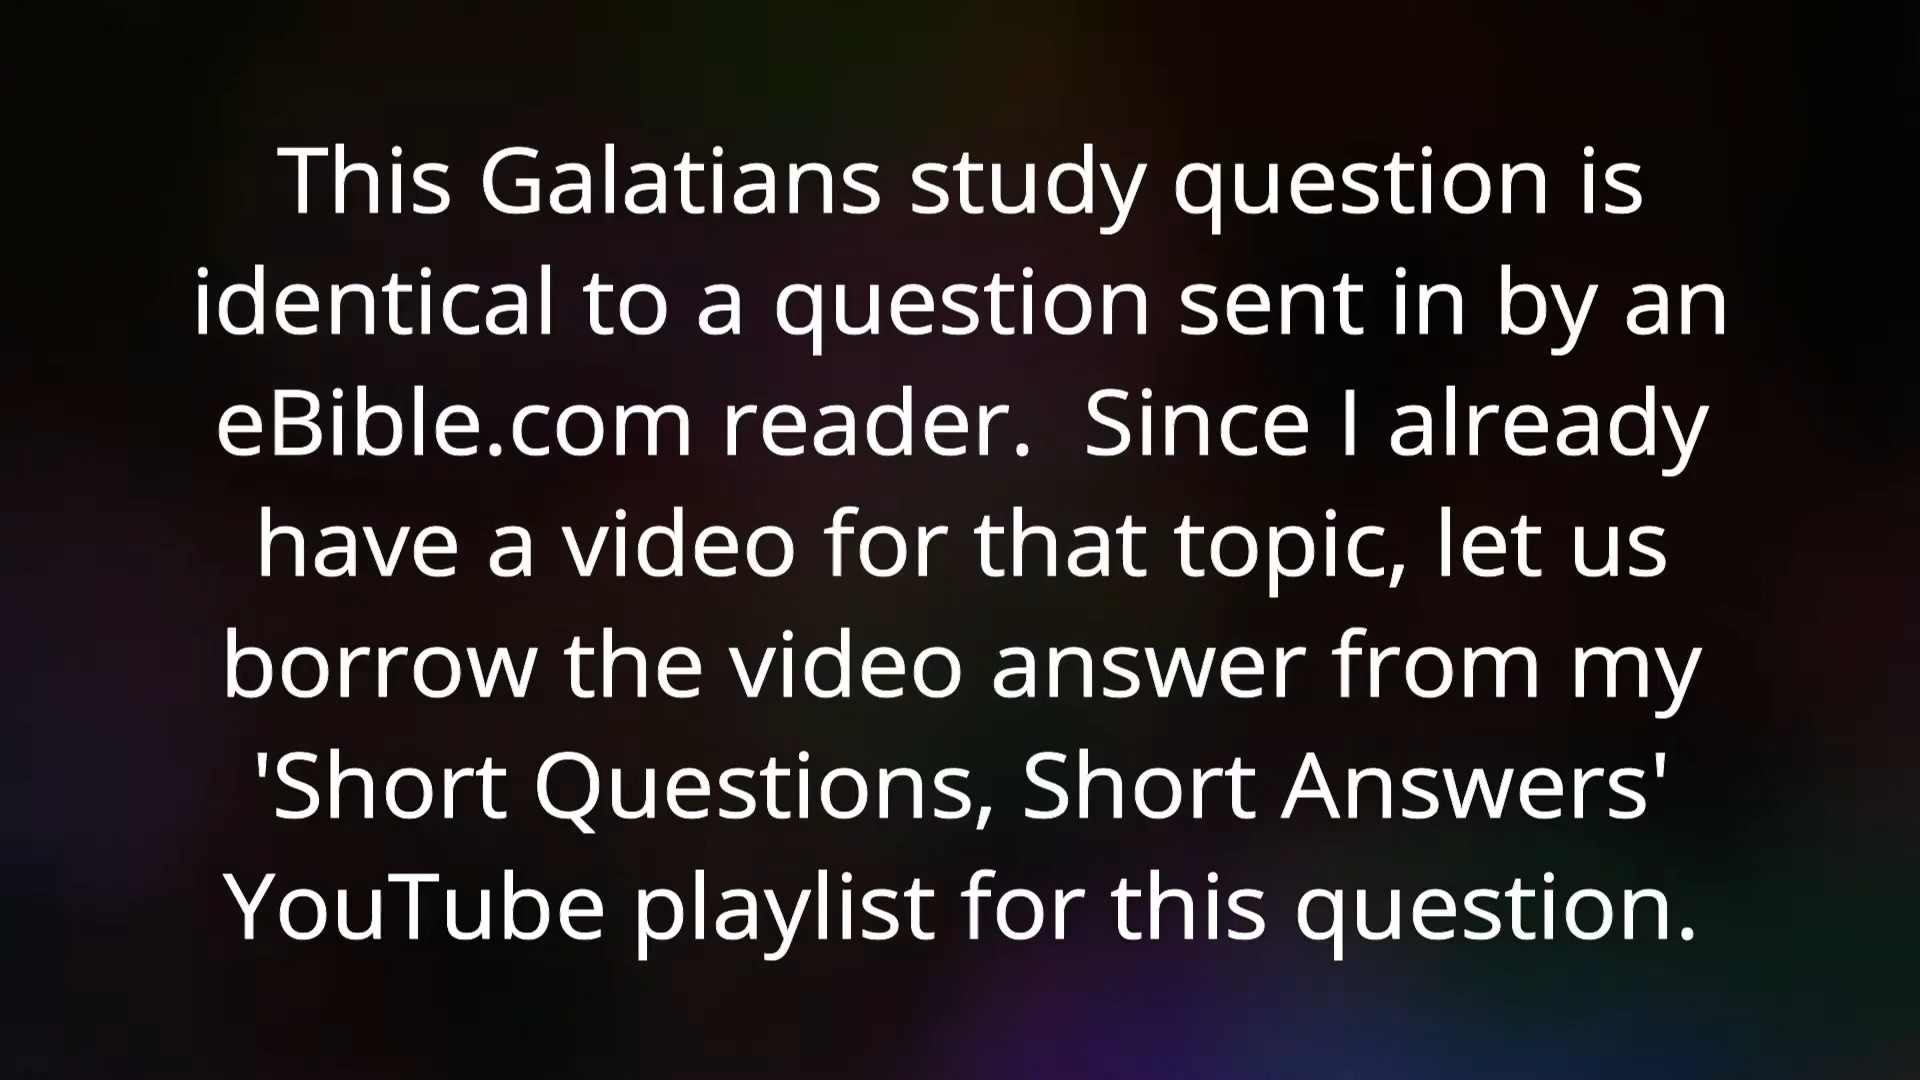 This Galatians study question is
identical to a question sent in by an
eBible.com reader.  Since I already
have a video for that topic, let us
borrow the video answer from my
'Short Questions, Short Answers'
YouTube playlist for this question.